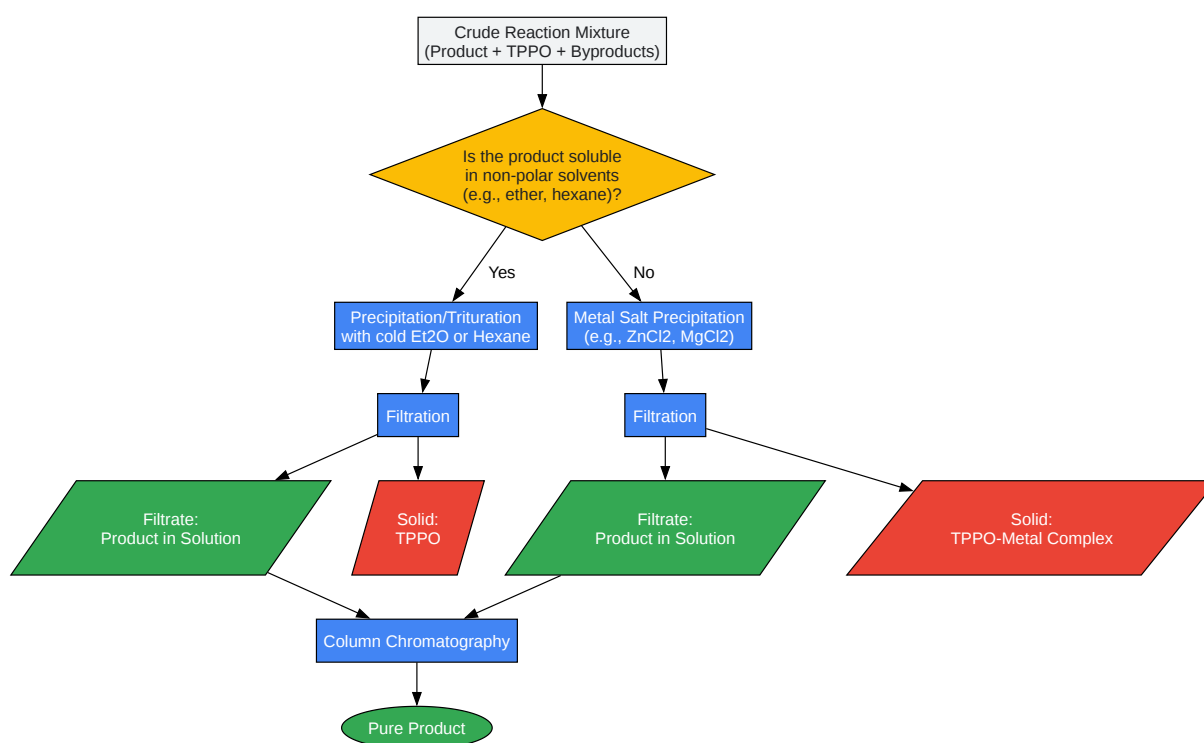 Crude Reaction Mixture
(Product + TPPO + Byproducts)
Is the product soluble
in non-polar solvents
(e.g., ether, hexane)?
Yes
No
Precipitation/Trituration
with cold Et2O or Hexane
Metal Salt Precipitation
(e.g., ZnCl2, MgCl2)
Filtration
Filtration
Filtrate:
Product in Solution
Solid:
TPPO
Filtrate:
Product in Solution
Solid:
TPPO-Metal Complex
Column Chromatography
Pure Product